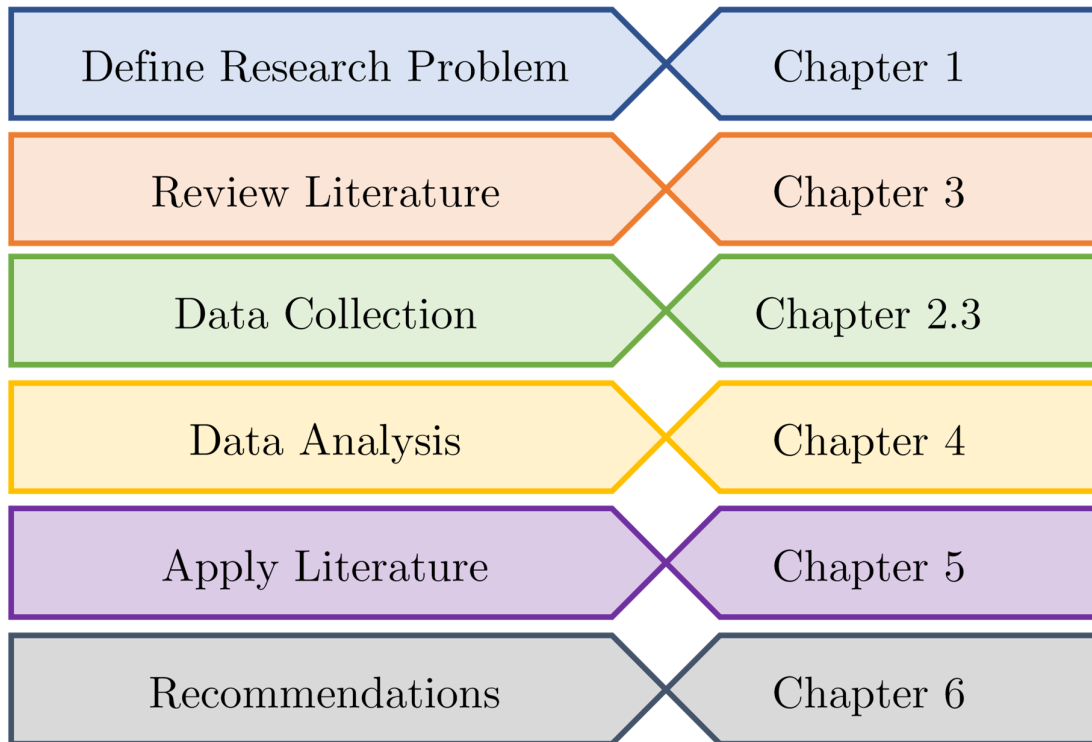 Define Research Problem
Chapter 1
Review Literature
Chapter 3
Data Collection
Chapter 2.3
Data Analysis
Chapter 4
Apply Literature
Chapter 5
Recommendations
Chapter 6